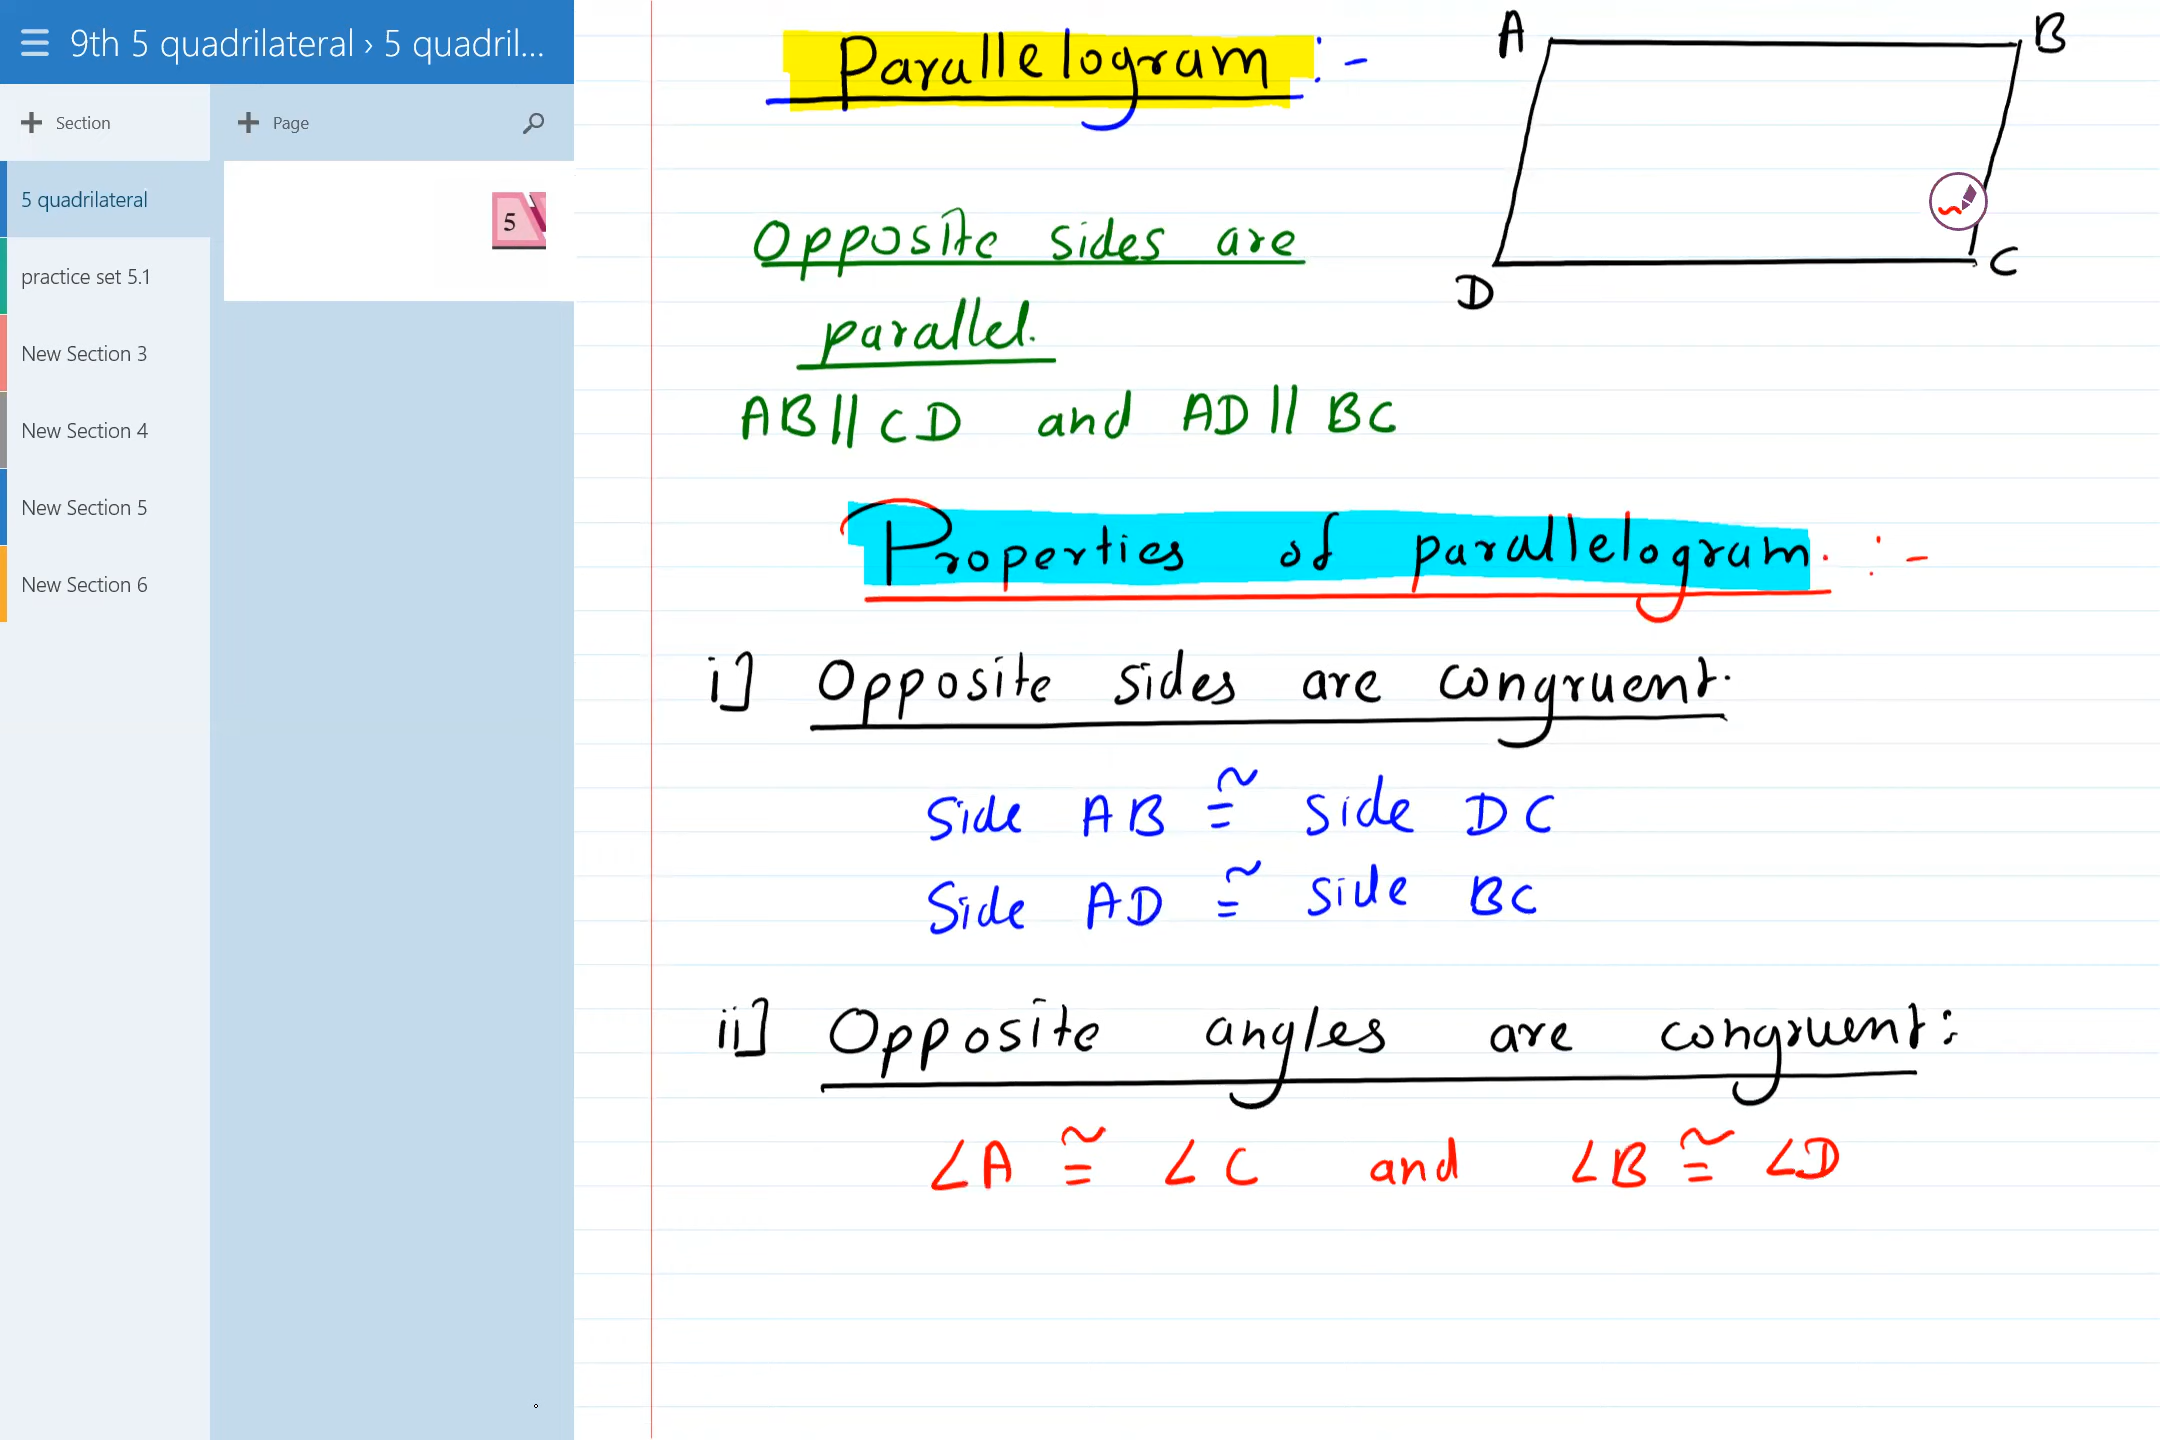 9th 5 quadrilateral › 5 quadril...
Section
Page
5 quadrilateral
5
practice set 5.1
New Section 3
New Section 4
New Section 5
New Section 6
Parallelogram :-
A
B
D
C
Opposite sides are
parallel.
AB || CD and AD || BC
Properties of parallelogram. :-
i] Opposite sides are congruent.
Side AB ≅ side DC
Side AD ≅ side BC
ii] Opposite angles are congruent:
∠A ≅ ∠C and ∠B ≅ ∠D